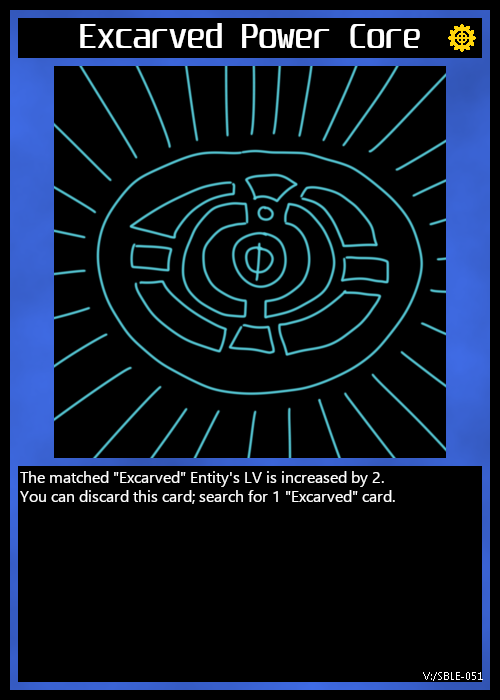 Excarved Power Core
The matched "Excarved" Entity's LV is increased by 2.
You can discard this card; search for 1 "Excarved" card.
V:/SBLE-051